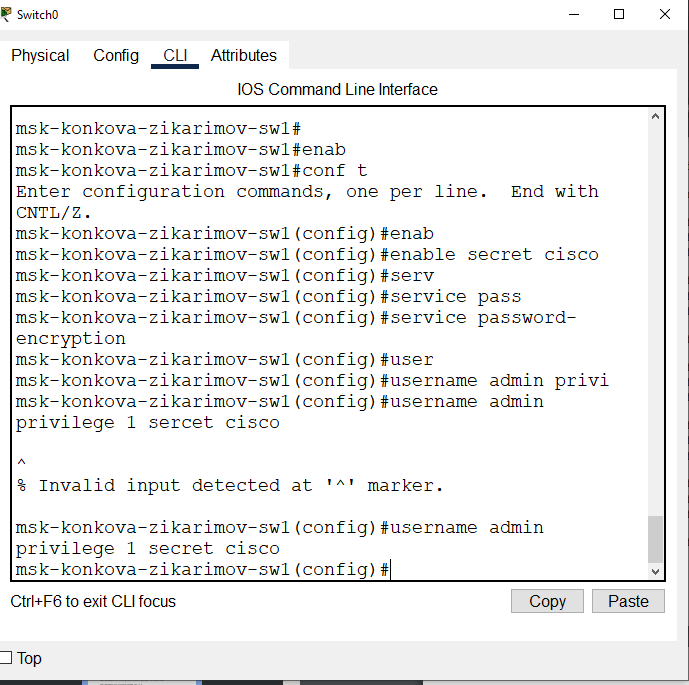 Switch0
Physical Config CLI Attributes
IOS Command Line Interface
msk-konkova-zikarimov-sw1#
msk-konkova-zikarimov-sw1#enab
msk-konkova-zikarimov-sw1#conf t
Enter configuration commands, one per line.  End with
CNTL/Z.
msk-konkova-zikarimov-sw1(config)#enab
msk-konkova-zikarimov-sw1(config)#enable secret cisco
msk-konkova-zikarimov-sw1(config)#serv
msk-konkova-zikarimov-sw1(config)#service pass
msk-konkova-zikarimov-sw1(config)#service password-
encryption
msk-konkova-zikarimov-sw1(config)#user
msk-konkova-zikarimov-sw1(config)#username admin privi
msk-konkova-zikarimov-sw1(config)#username admin
privilege 1 sercet cisco
^
% Invalid input detected at '^' marker.
msk-konkova-zikarimov-sw1(config)#username admin
privilege 1 secret cisco
msk-konkova-zikarimov-sw1(config)#
Ctrl+F6 to exit CLI focus
Copy Paste
Top